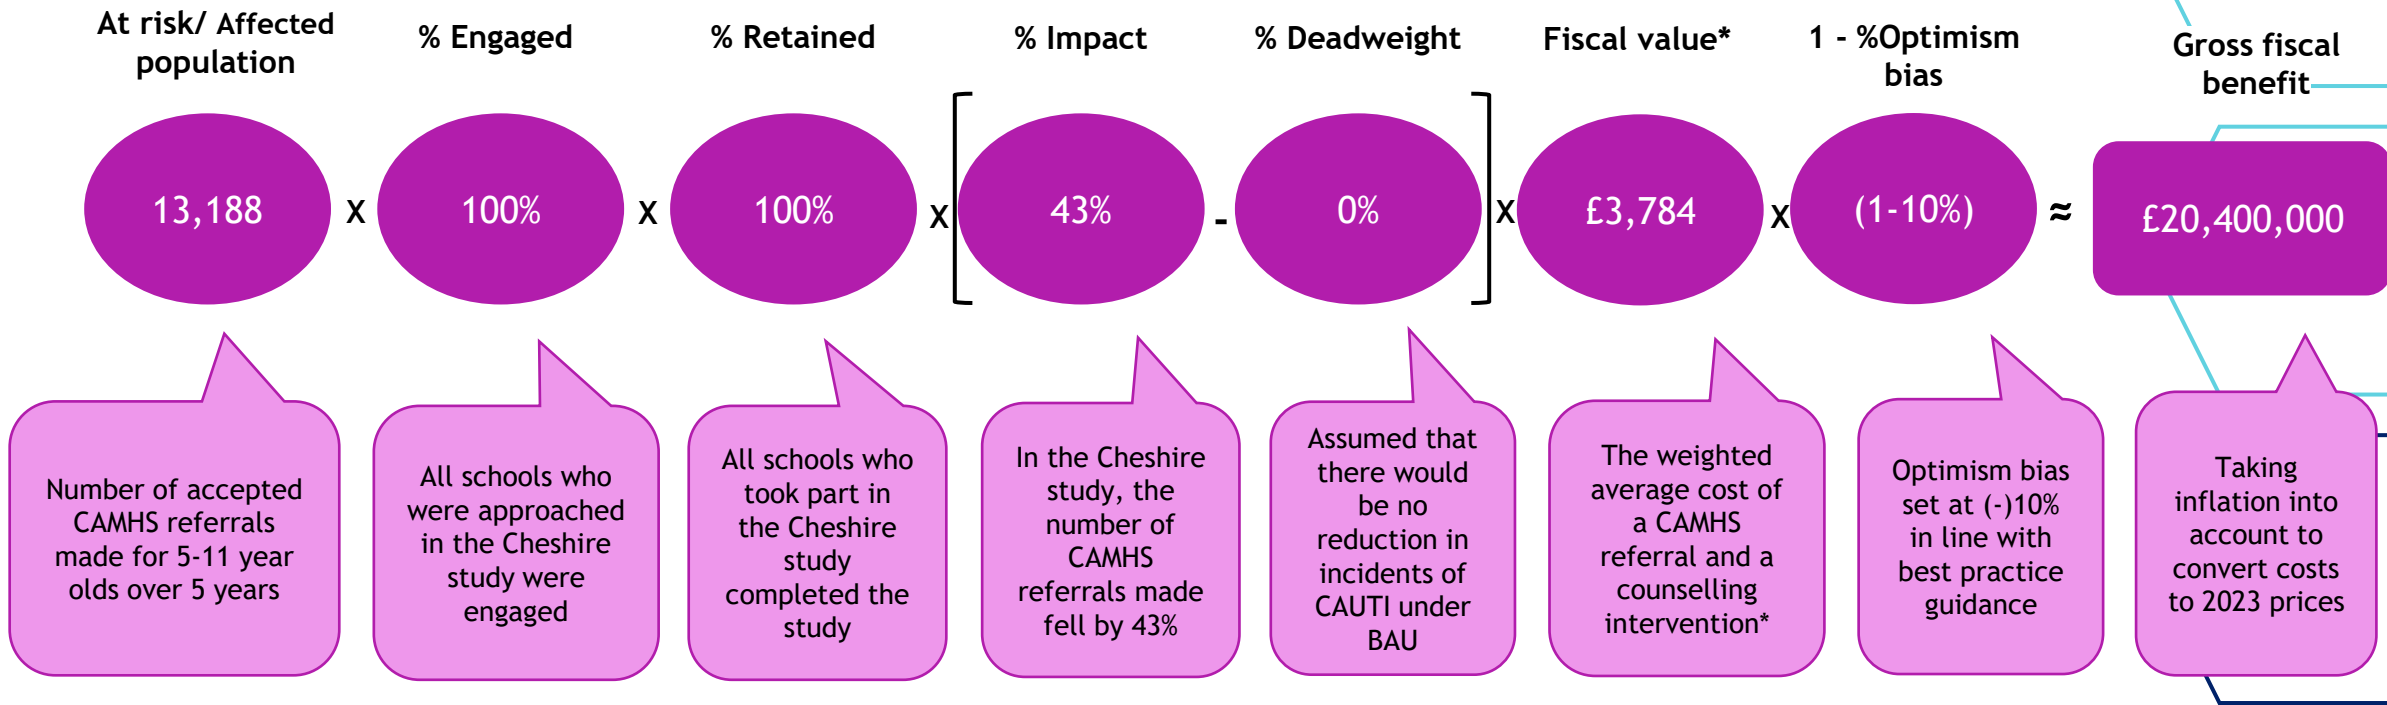 At risk/ Affected
population
% Engaged
% Retained
% Impact
% Deadweight
Fiscal value*
1 - %Optimism
bias
Gross fiscal
benefit
13,188
x
100%
x
100%
x
43%
-
0%
x
£3,784
x
(1-10%)
≈
£20,400,000
Number of accepted
CAMHS referrals
made for 5-11 year
olds over 5 years
All schools who
were approached
in the Cheshire
study were
engaged
All schools who
took part in
the Cheshire
study
completed the
study
In the Cheshire
study, the
number of
CAMHS
referrals made
fell by 43%
Assumed that
there would
be no
reduction in
incidents of
CAUTI under
BAU
The weighted
average cost of
a CAMHS
referral and a
counselling
intervention*
Optimism bias
set at (-)10%
in line with
best practice
guidance
Taking
inflation into
account to
convert costs
to 2023 prices